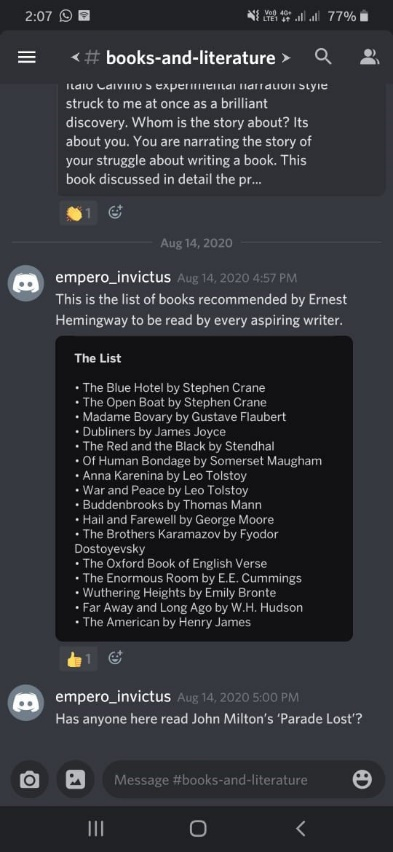 2:07 77%
< # books-and-literature >
Italo Calvino's experimental narration style
struck to me at once as a brilliant
discovery. Whom is the story about? Its
about you. You are narrating the story of
your struggle about writing a book. This
book discussed in detail the pr...
1
Aug 14, 2020
empero_invictus Aug 14, 2020 4:57 PM
This is the list of books recommended by Ernest
Hemingway to be read by every aspiring writer.
The List
• The Blue Hotel by Stephen Crane
• The Open Boat by Stephen Crane
• Madame Bovary by Gustave Flaubert
• Dubliners by James Joyce
• The Red and the Black by Stendhal
• Of Human Bondage by Somerset Maugham
• Anna Karenina by Leo Tolstoy
• War and Peace by Leo Tolstoy
• Buddenbrooks by Thomas Mann
• Hail and Farewell by George Moore
• The Brothers Karamazov by Fyodor
Dostoyevsky
• The Oxford Book of English Verse
• The Enormous Room by E.E. Cummings
• Wuthering Heights by Emily Bronte
• Far Away and Long Ago by W.H. Hudson
• The American by Henry James
1
empero_invictus Aug 14, 2020 5:00 PM
Has anyone here read John Milton's 'Parade Lost'?
Message #books-and-literature